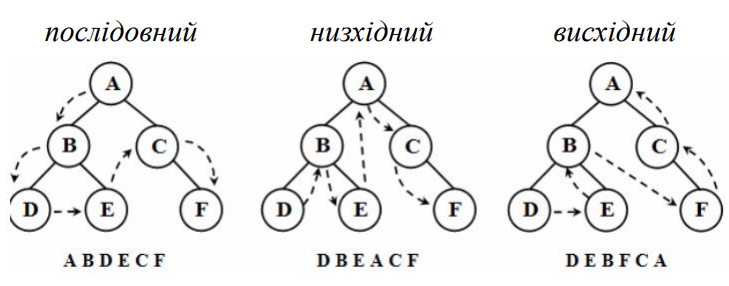 послідовний низхідний висхідний
A A A
B C B C B C
D E F D E F D E F
A B D E C F D B E A C F D E B F C A